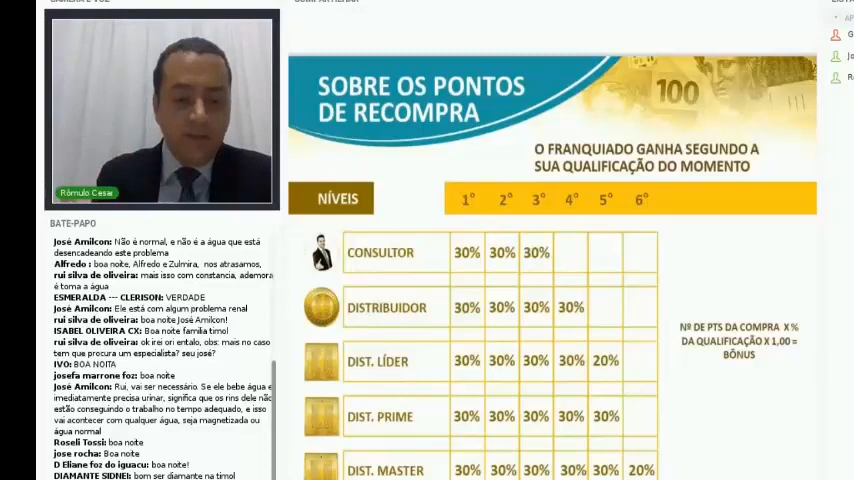 Rômulo Cesar
BATE-PAPO
José Amilcon: Não é normal, e não é a água que está
desencadeando este problema
Alfredo : boa noite, Alfredo e Zulmira, nos atrasamos,
rui silva de oliveira: mais isso com constancia, ademora
é toma a água
ESMERALDA --- CLERISON: VERDADE
José Amilcon: Ele está com algum problema renal
rui silva de oliveira: boa noite José Amilcon!
ISABEL OLIVEIRA CX: Boa noite familia timol
rui silva de oliveira: ok irei ori entalo, obs: mais no caso
tem que procura um especialista? seu josé?
IVO: BOA NOITA
josefa marrone foz: boa noite
José Amilcon: Rui, vai ser necessário. Se ele bebe água e
imediatamente precisa urinar, significa que os rins dele não
estão conseguindo o trabalho no tempo adequado, e isso
vai acontecer com qualquer água, seja magnetizada ou
água normal
Roseli Tossi: boa noite
jose rocha: Boa noite
D Eliane foz do iguacu: boa noite!
DIAMANTE SIDNEI: bom ser diamante na timol
SOBRE OS PONTOS
DE RECOMPRA
100
O FRANQUIADO GANHA SEGUNDO A
SUA QUALIFICAÇÃO DO MOMENTO
NÍVEIS 1° 2° 3° 4° 5° 6°
CONSULTOR 30% 30% 30%
DISTRIBUIDOR 30% 30% 30% 30%
DIST. LÍDER 30% 30% 30% 30% 20%
DIST. PRIME 30% 30% 30% 30% 30%
DIST. MASTER 30% 30% 30% 30% 30% 20%
Nº DE PTS DA COMPRA X %
DA QUALIFICAÇÃO X 1,00 =
BÔNUS